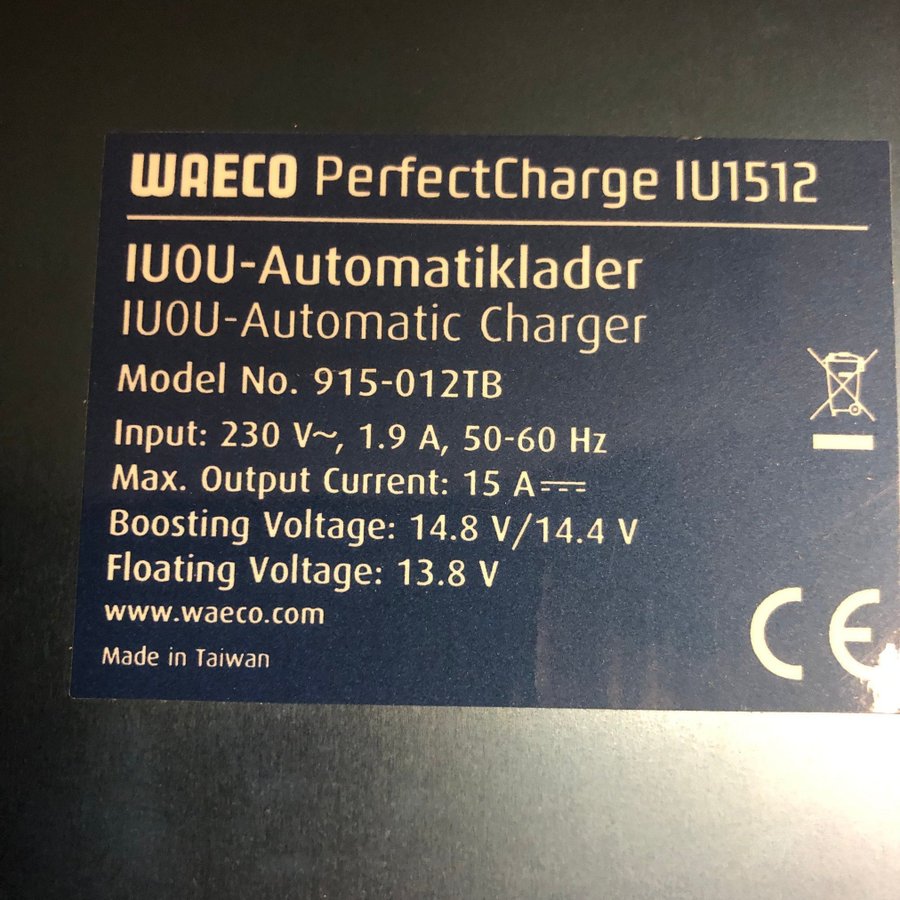 WAECO PerfectCharge IU1512
IU0U-Automatiklader
IU0U-Automatic Charger
Model No. 915-012TB
Input: 230 V~, 1.9 A, 50-60 Hz
Max. Output Current: 15 A⎓
Boosting Voltage: 14.8 V/14.4 V
Floating Voltage: 13.8 V
www.waeco.com
Made in Taiwan
CE